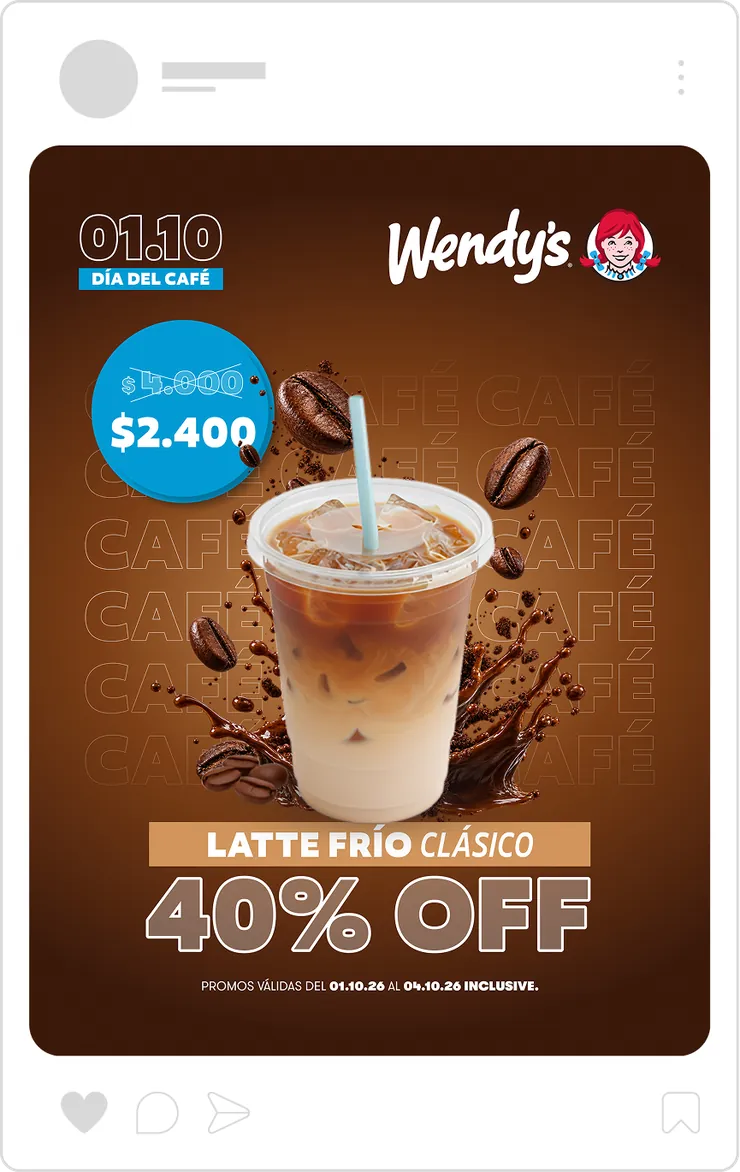 01.10
DÍA DEL CAFÉ
Wendy's
$4.000
$2.400
CAFÉ CAFÉ CAFÉ
CAFÉ CAFÉ CAFÉ
CAFÉ CAFÉ
CAFÉ CAFÉ
CAFÉ CAFÉ
CAFÉ CAFÉ
LATTE FRÍO CLÁSICO
40% OFF
PROMOS VÁLIDAS DEL 01.10.26 AL 04.10.26 INCLUSIVE.